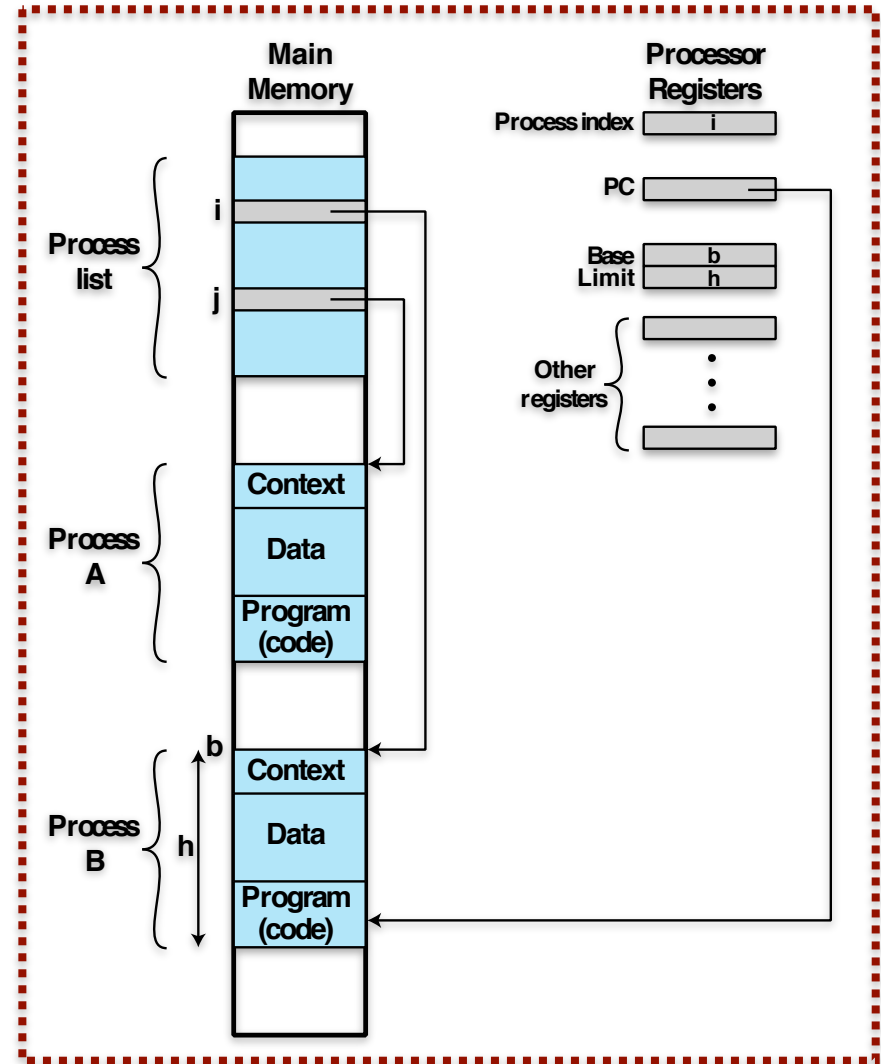 Main
Memory
Processor
Registers
Process index
i
PC
Base
b
Limit
h
Other
registers
Process
list
i
j
Process
A
Context
Data
Program
(code)
Process
B
b
h
Context
Data
Program
(code)